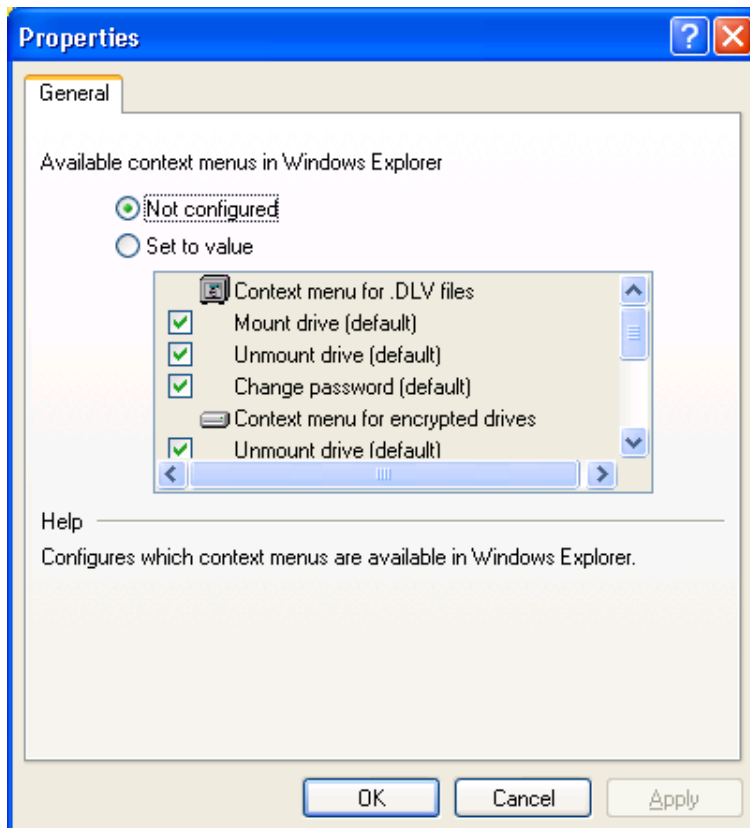 Properties
General
Available context menus in Windows Explorer
Not configured
Set to value
Context menu for .DLV files
Mount drive (default)
Unmount drive (default)
Change password (default)
Context menu for encrypted drives
Unmount drive (default)
Help
Configures which context menus are available in Windows Explorer.
OK Cancel Apply